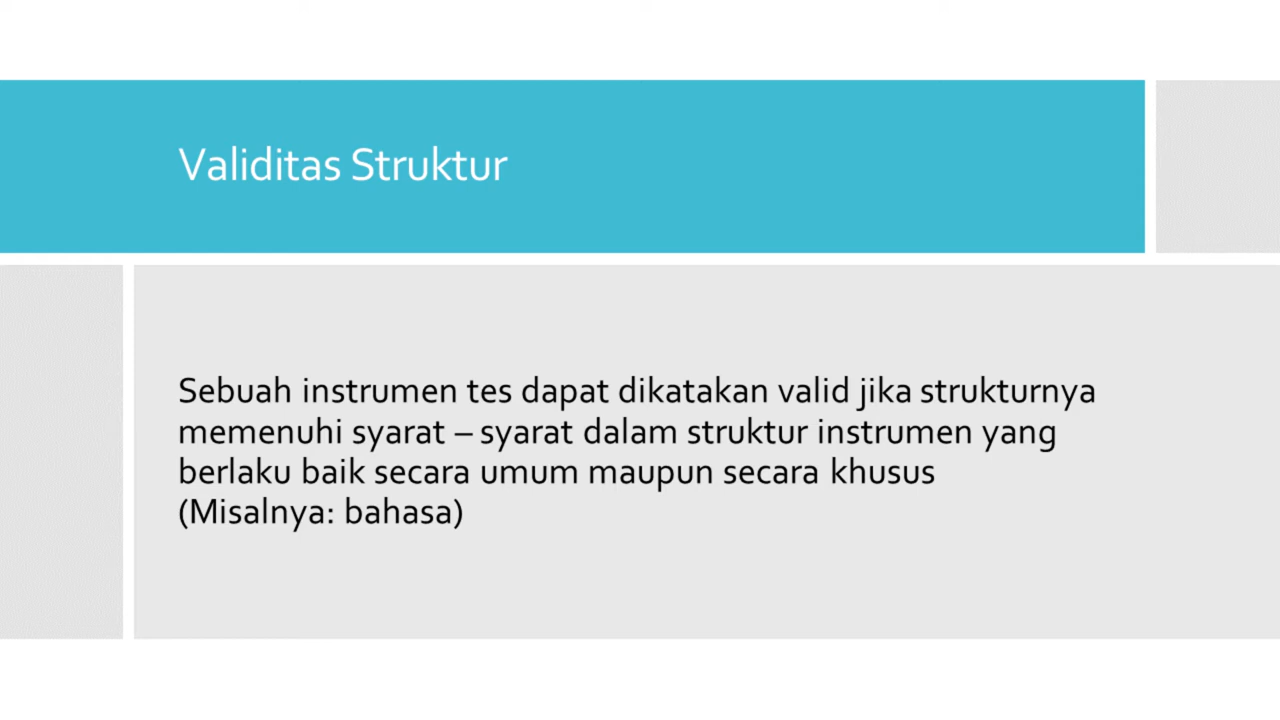 Validitas Struktur
Sebuah instrumen tes dapat dikatakan valid jika strukturnya
memenuhi syarat – syarat dalam struktur instrumen yang
berlaku baik secara umum maupun secara khusus
(Misalnya: bahasa)